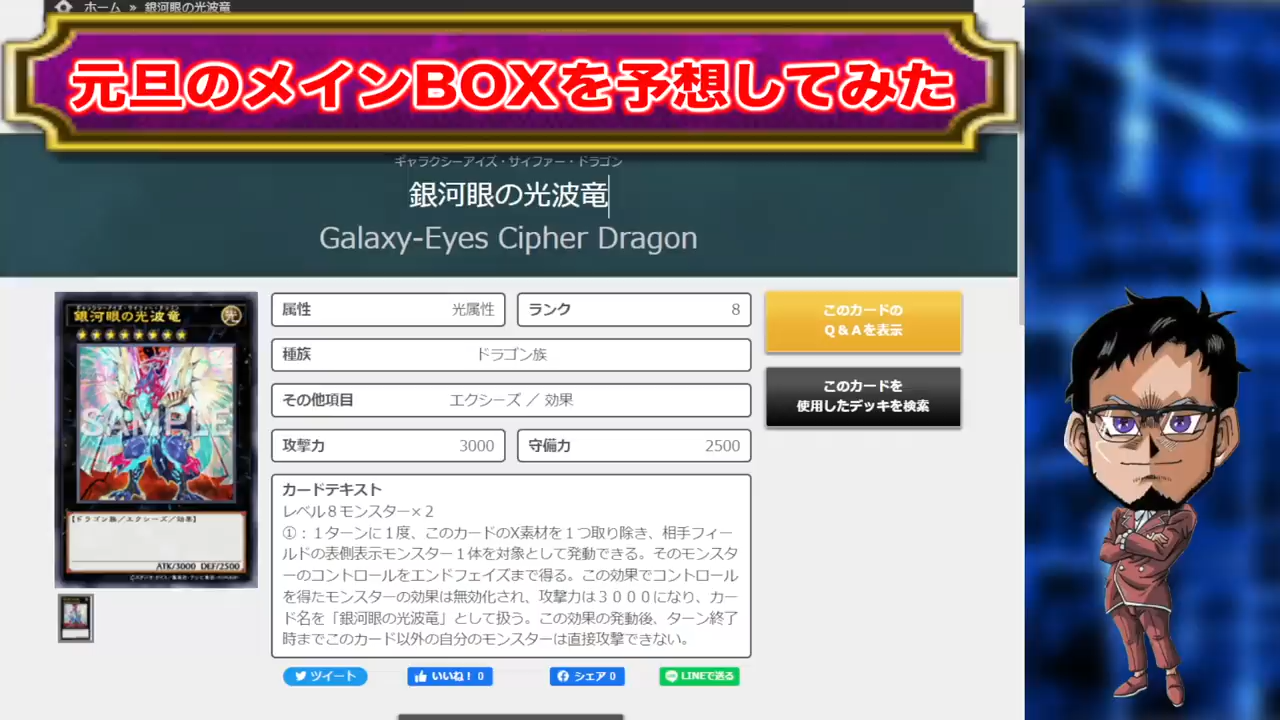 ホーム » 銀河眼の光波竜
元旦のメインBOXを予想してみた
ギャラクシーアイズ・サイファー・ドラゴン
銀河眼の光波竜
Galaxy-Eyes Cipher Dragon
銀河眼の光波竜
光
SAMPLE
【ドラゴン族/エクシーズ/効果】
ATK/3000 DEF/2500
属性 光属性
ランク 8
種族 ドラゴン族
その他項目 エクシーズ ／ 効果
攻撃力 3000
守備力 2500
カードテキスト
レベル８モンスター×２
①：１ターンに１度、このカードのX素材を１つ取り除き、相手フィー
ルドの表側表示モンスター１体を対象として発動できる。そのモンスタ
ーのコントロールをエンドフェイズまで得る。この効果でコントロール
を得たモンスターの効果は無効化され、攻撃力は３０００になり、カー
ド名を「銀河眼の光波竜」として扱う。この効果の発動後、ターン終了
時までこのカード以外の自分のモンスターは直接攻撃できない。
このカードの
Ｑ＆Ａを表示
このカードを
使用したデッキを検索
ツイート
いいね！ 0
シェア 0
LINEで送る